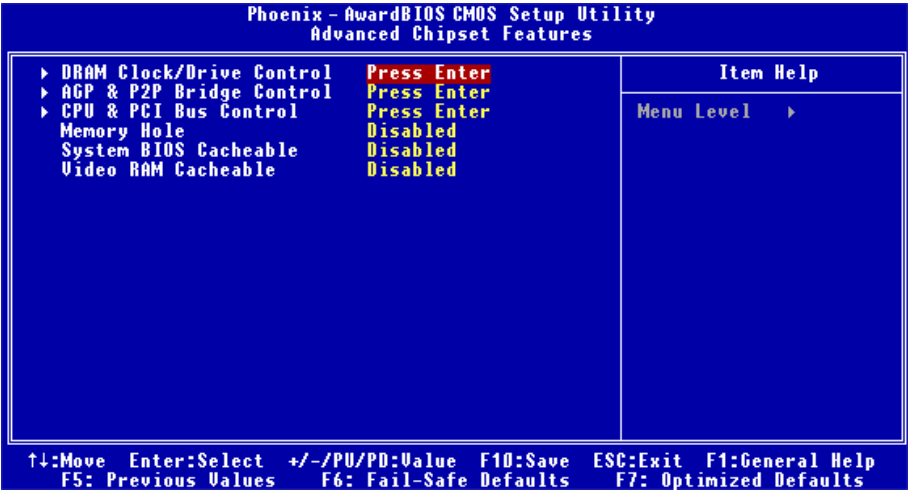 Phoenix – AwardBIOS CMOS Setup Utility
Advanced Chipset Features
DRAM Clock/Drive Control Press Enter
AGP & P2P Bridge Control Press Enter
CPU & PCI Bus Control Press Enter
Memory Hole Disabled
System BIOS Cacheable Disabled
Video RAM Cacheable Disabled
Item Help
Menu Level
↑↓:Move Enter:Select +/-/PU/PD:Value F10:Save ESC:Exit F1:General Help
F5: Previous Values F6: Fail-Safe Defaults F7: Optimized Defaults